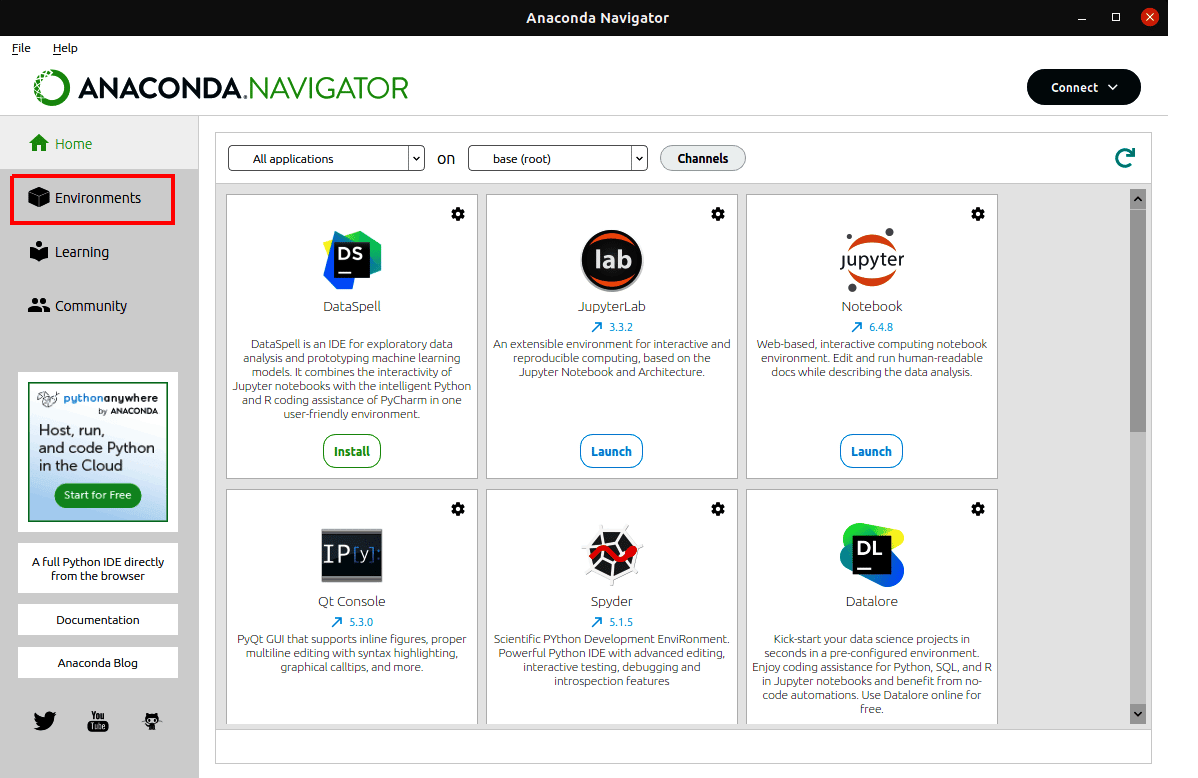 Anaconda Navigator
File Help
ANACONDA.NAVIGATOR
Connect
Home
Environments
Learning
Community
pythonanywhere
by ANACONDA
Host, run,
and code Python
in the Cloud
Start for Free
A full Python IDE directly
from the browser
Documentation
Anaconda Blog
You
Tube
All applications on base (root) Channels
DS
DataSpell
DataSpell is an IDE for exploratory data
analysis and prototyping machine learning
models. It combines the interactivity of
Jupyter notebooks with the intelligent Python
and R coding assistance of PyCharm in one
user-friendly environment.
Install
lab
JupyterLab
3.3.2
An extensible environment for interactive and
reproducible computing, based on the
Jupyter Notebook and Architecture.
Launch
jupyter
Notebook
6.4.8
Web-based, interactive computing notebook
environment. Edit and run human-readable
docs while describing the data analysis.
Launch
IP[y]:
Qt Console
5.3.0
PyQt GUI that supports inline figures, proper
multiline editing with syntax highlighting,
graphical calltips, and more.
Spyder
5.1.5
Scientific PYthon Development EnviRonment.
Powerful Python IDE with advanced editing,
interactive testing, debugging and
introspection features
DL
Datalore
Kick-start your data science projects in
seconds in a pre-configured environment.
Enjoy coding assistance for Python, SQL, and R
in Jupyter notebooks and benefit from no-
code automations. Use Datalore online for
free.